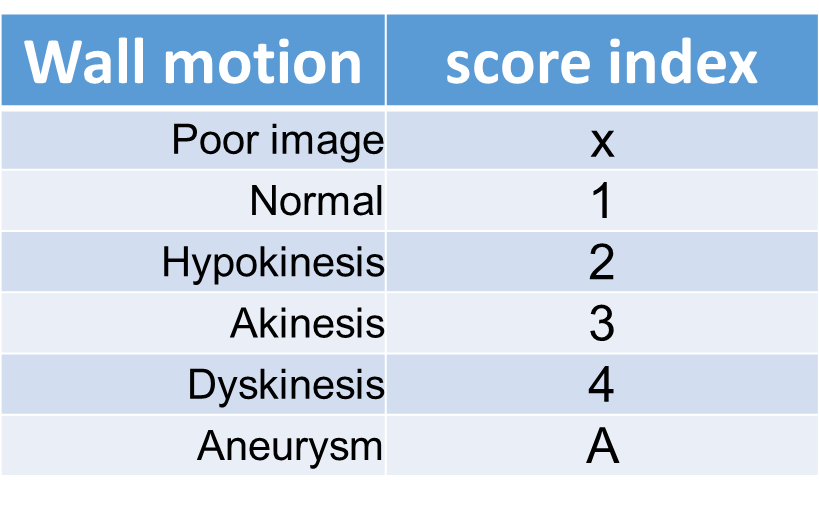 Wall motion score index
Poor image x
Normal 1
Hypokinesis 2
Akinesis 3
Dyskinesis 4
Aneurysm A